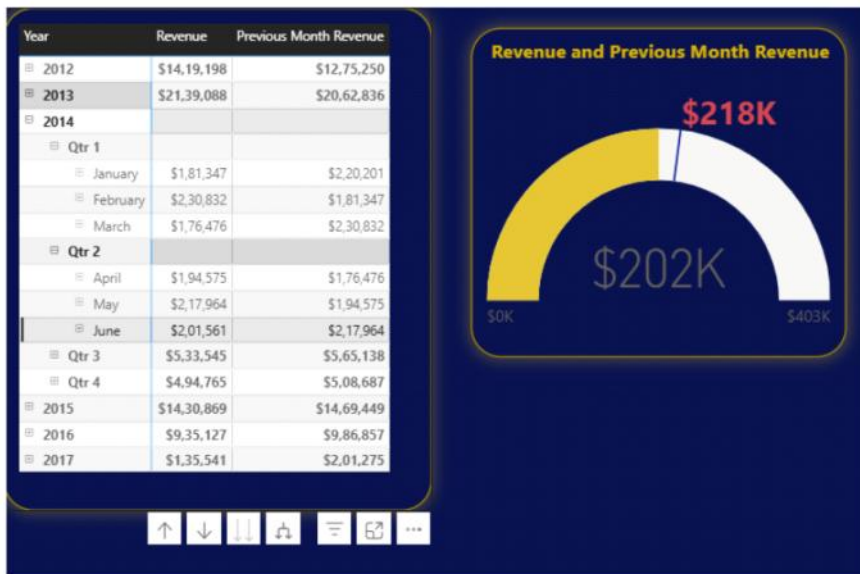 Year Revenue Previous Month Revenue
2012 $14,19,198 $12,75,250
2013 $21,39,088 $20,62,836
2014
Qtr 1
January $1,81,347 $2,20,201
February $2,30,832 $1,81,347
March $1,76,476 $2,30,832
Qtr 2
April $1,94,575 $1,76,476
May $2,17,964 $1,94,575
June $2,01,561 $2,17,964
Qtr 3 $5,33,545 $5,65,138
Qtr 4 $4,94,765 $5,08,687
2015 $14,30,869 $14,69,449
2016 $9,35,127 $9,86,857
2017 $1,35,541 $2,01,275
Revenue and Previous Month Revenue
$218K
$202K
$0K $403K